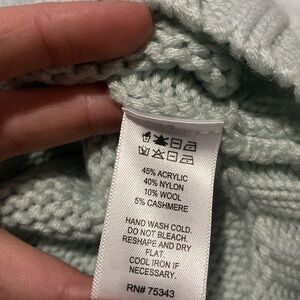 45% ACRYLIC
40% NYLON
10% WOOL
5% CASHMERE
HAND WASH COLD.
DO NOT BLEACH.
RESHAPE AND DRY
FLAT.
COOL IRON IF
NECESSARY.
RN# 75343